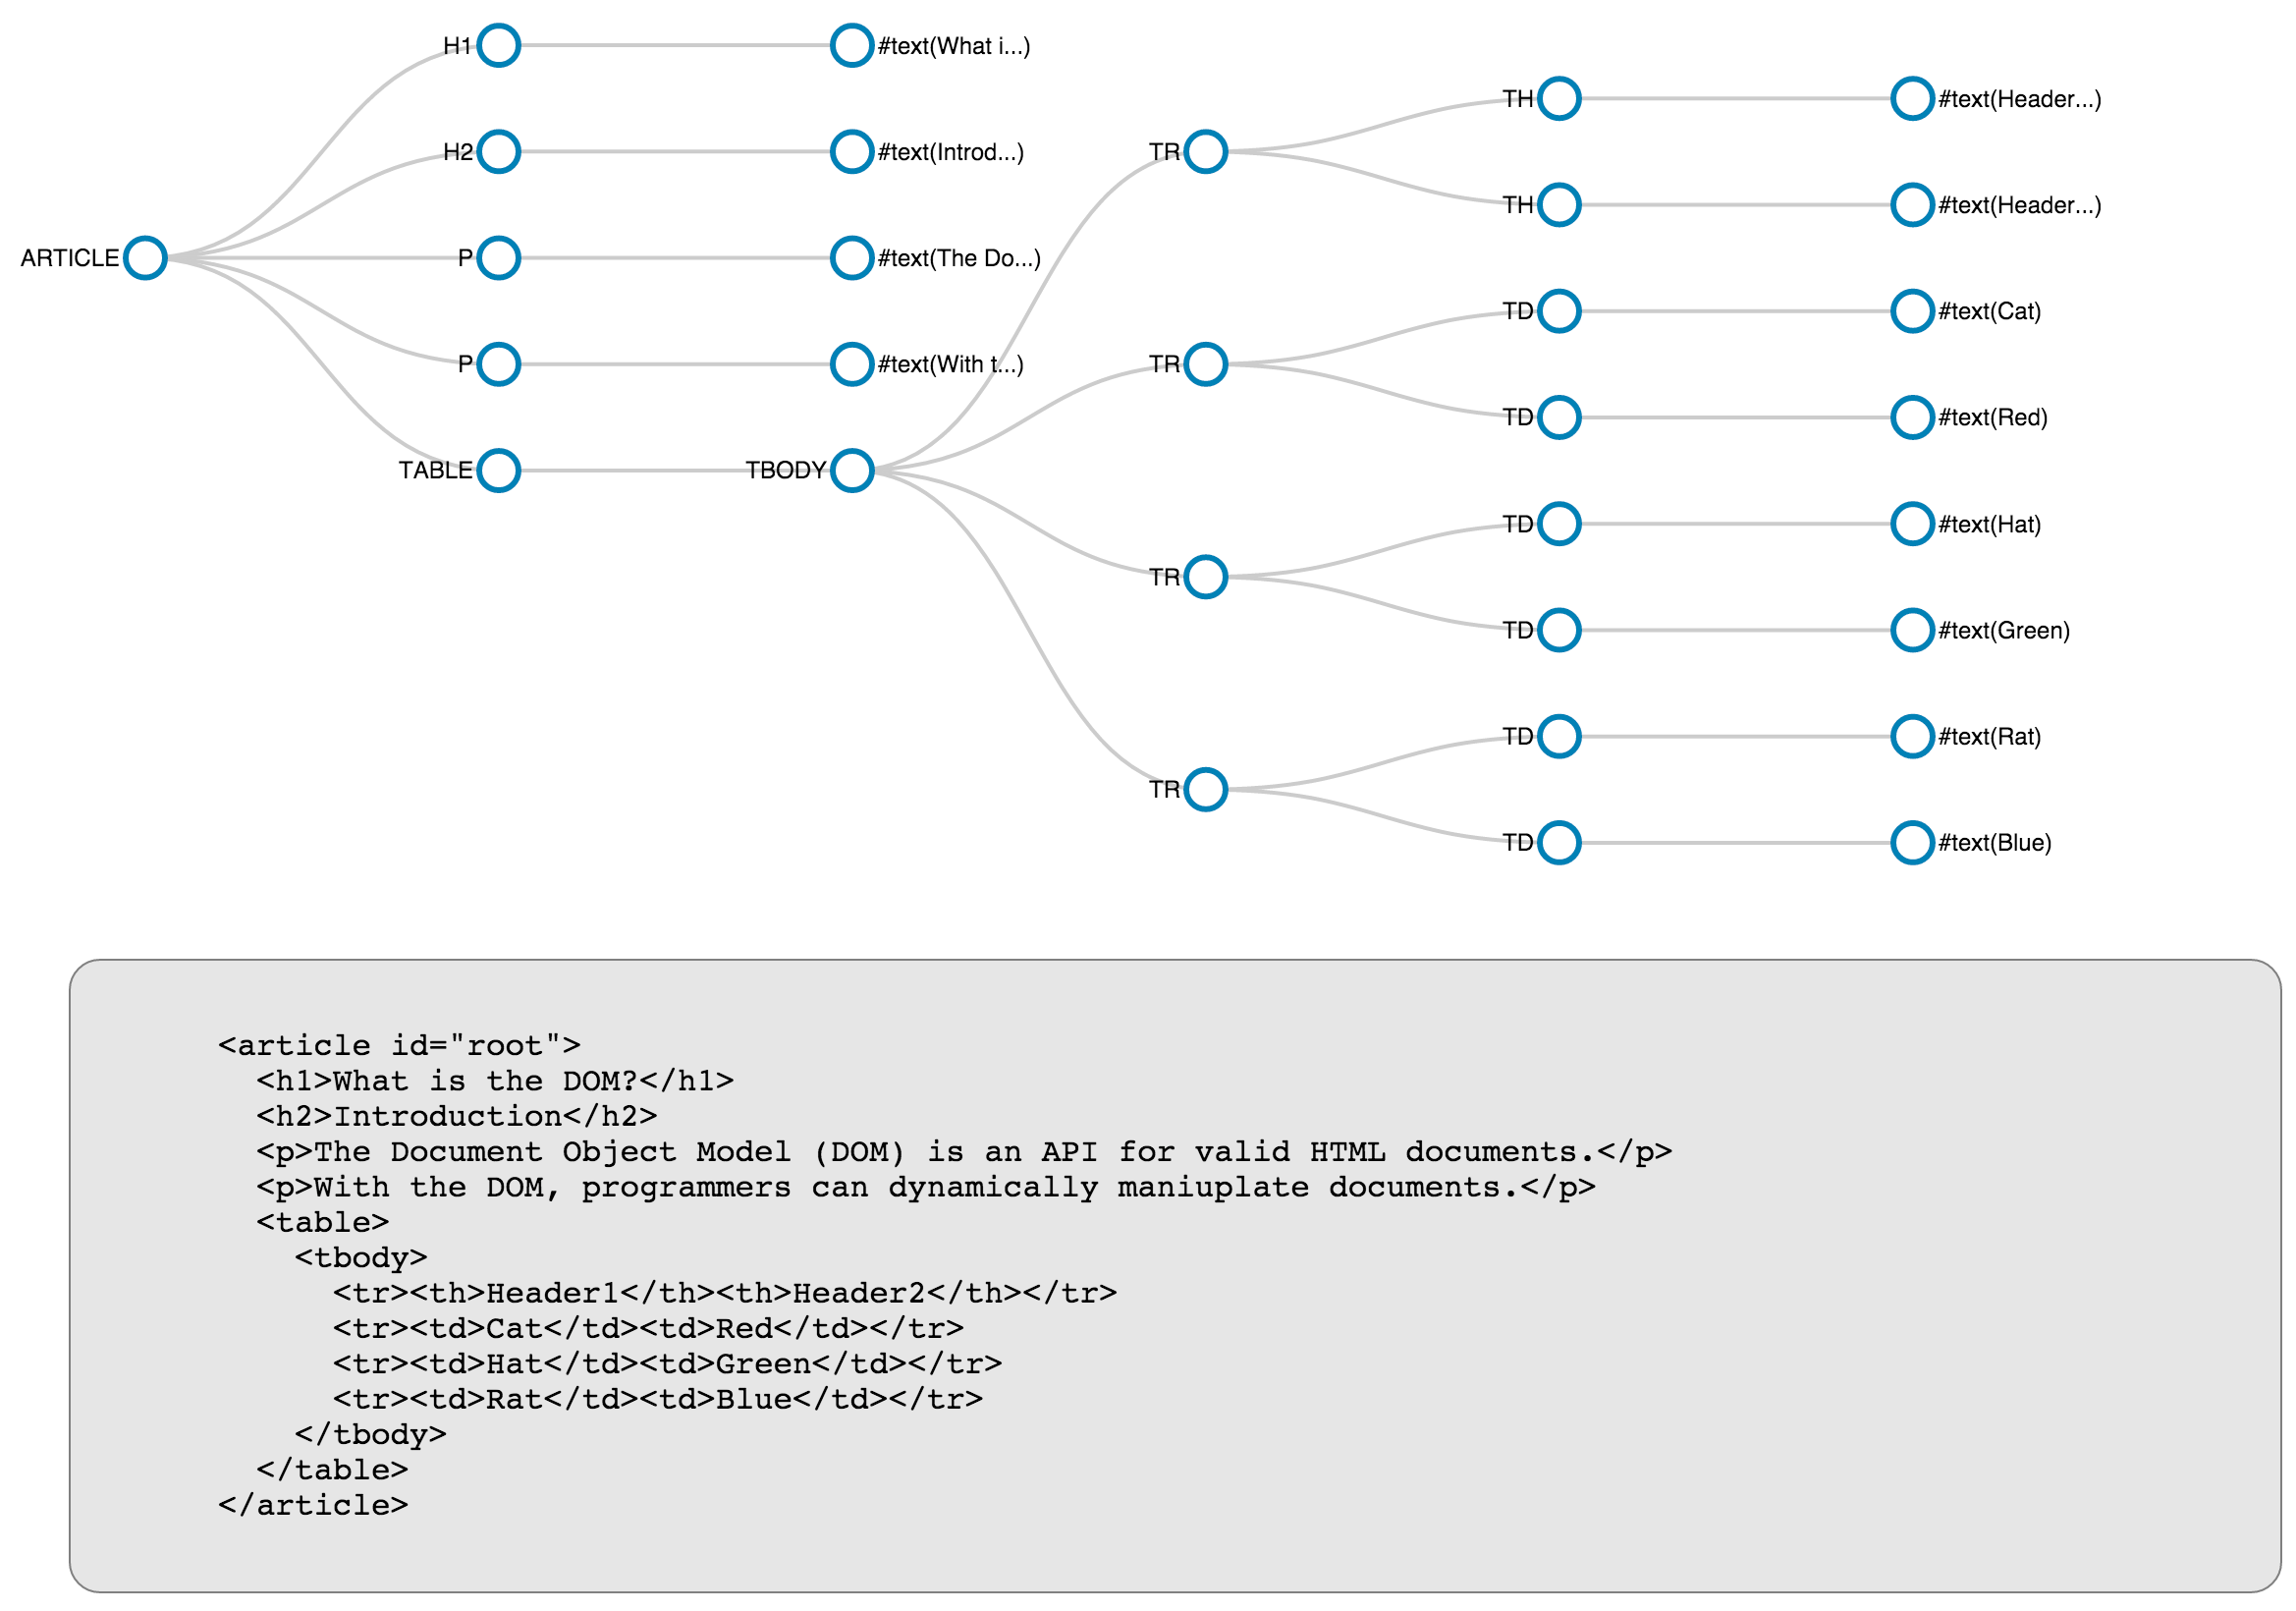 H1 #text(What i...)
TH #text(Header...)
H2 #text(Introd...) TR
TH #text(Header...)
ARTICLE P #text(The Do...)
TD #text(Cat)
P #text(With t...) TR
TD #text(Red)
TABLE TBODY
TD #text(Hat)
TR
TD #text(Green)
TD #text(Rat)
TR
TD #text(Blue)
<article id="root">
<h1>What is the DOM?</h1>
<h2>Introduction</h2>
<p>The Document Object Model (DOM) is an API for valid HTML documents.</p>
<p>With the DOM, programmers can dynamically maniuplate documents.</p>
<table>
<tbody>
<tr><th>Header1</th><th>Header2</th></tr>
<tr><td>Cat</td><td>Red</td></tr>
<tr><td>Hat</td><td>Green</td></tr>
<tr><td>Rat</td><td>Blue</td></tr>
</tbody>
</table>
</article>